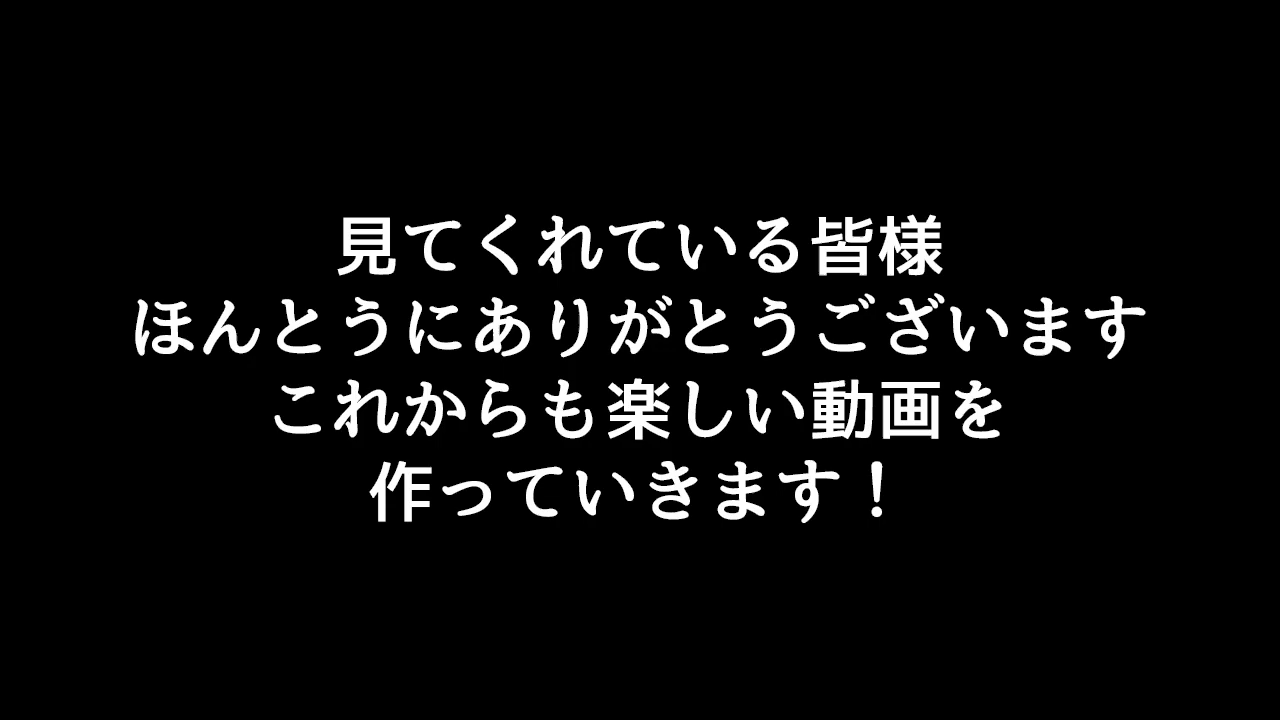 見てくれている皆様
ほんとうにありがとうございます
これからも楽しい動画を
作っていきます！